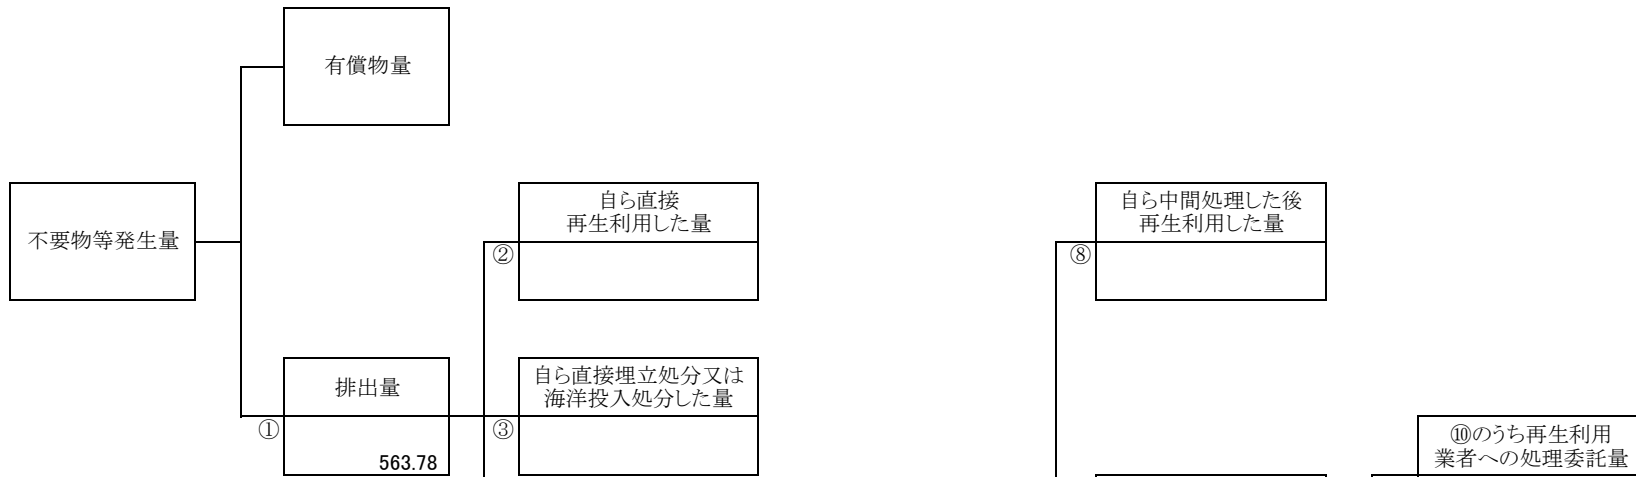 有償物量
不要物等発生量
自ら直接
再生利用した量
②
自ら中間処理した後
再生利用した量
⑧
排出量
①
563.78
自ら直接埋立処分又は
海洋投入処分した量
③
⑩のうち再生利用
業者への処理委託量